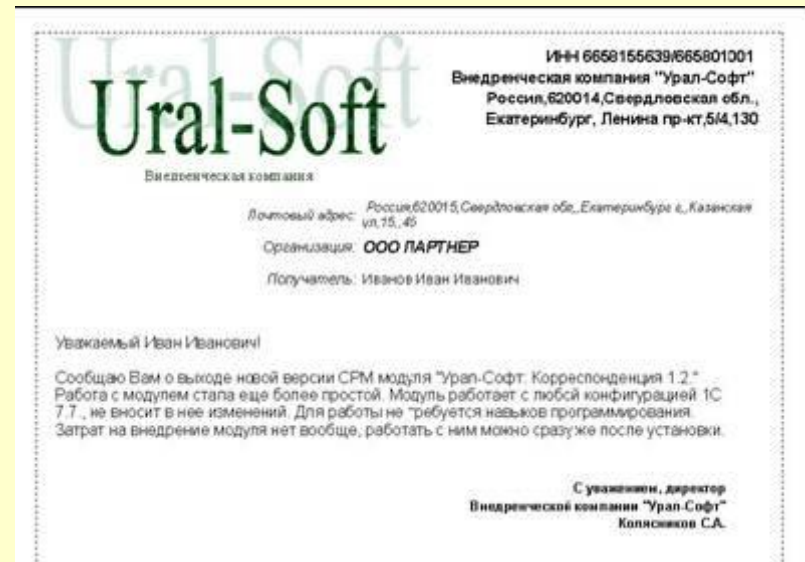 Ural-Soft
Ural-Soft
Внедренческая компания
ИНН 6658155639/665801001
Внедренческая компания "Урал-Софт"
Россия,620014,Свердловская обл.,
Екатеринбург, Ленина пр-кт,5/4,130
Почтовый адрес: Россия,620015,Свердловская обл,,Екатеринбург г,,Казанская
ул,15,,45
Организация: ООО ПАРТНЕР
Получатель: Иванов Иван Иванович
Уважаемый Иван Иванович!
Сообщаю Вам о выходе новой версии СРМ модуля "Урал-Софт: Корреспонденция 1.2."
Работа с модулем стала еще более простой. Модуль работает с любой конфигурацией 1С
7.7., не вносит в нее изменений. Для работы не требуется навыков программирования.
Затрат на внедрение модуля нет вообще, работать с ним можно сразу же после установки.
С уважением, директор
Внедренческой компании "Урал-Софт"
Колясников С.А.